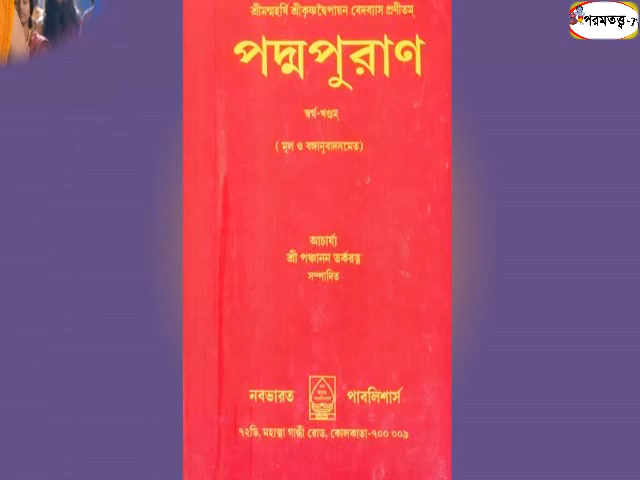 শ্রীমন্মহর্ষি শ্রীকৃষ্ণদ্বৈপায়ন বেদব্যাস প্রণীতম্
পদ্মপুরাণ
স্বর্গ-খণ্ডম্
( মূল ও বঙ্গানুবাদসমেত)
আচার্য্য
শ্রী পঞ্চানন তর্করত্ন
সম্পাদিত
নবভারত পাবলিশার্স
৭২ডি, মহাত্মা গান্ধী রোড, কোলকাতা-৭০০ ০০৯
পরমতত্ত্ব-7